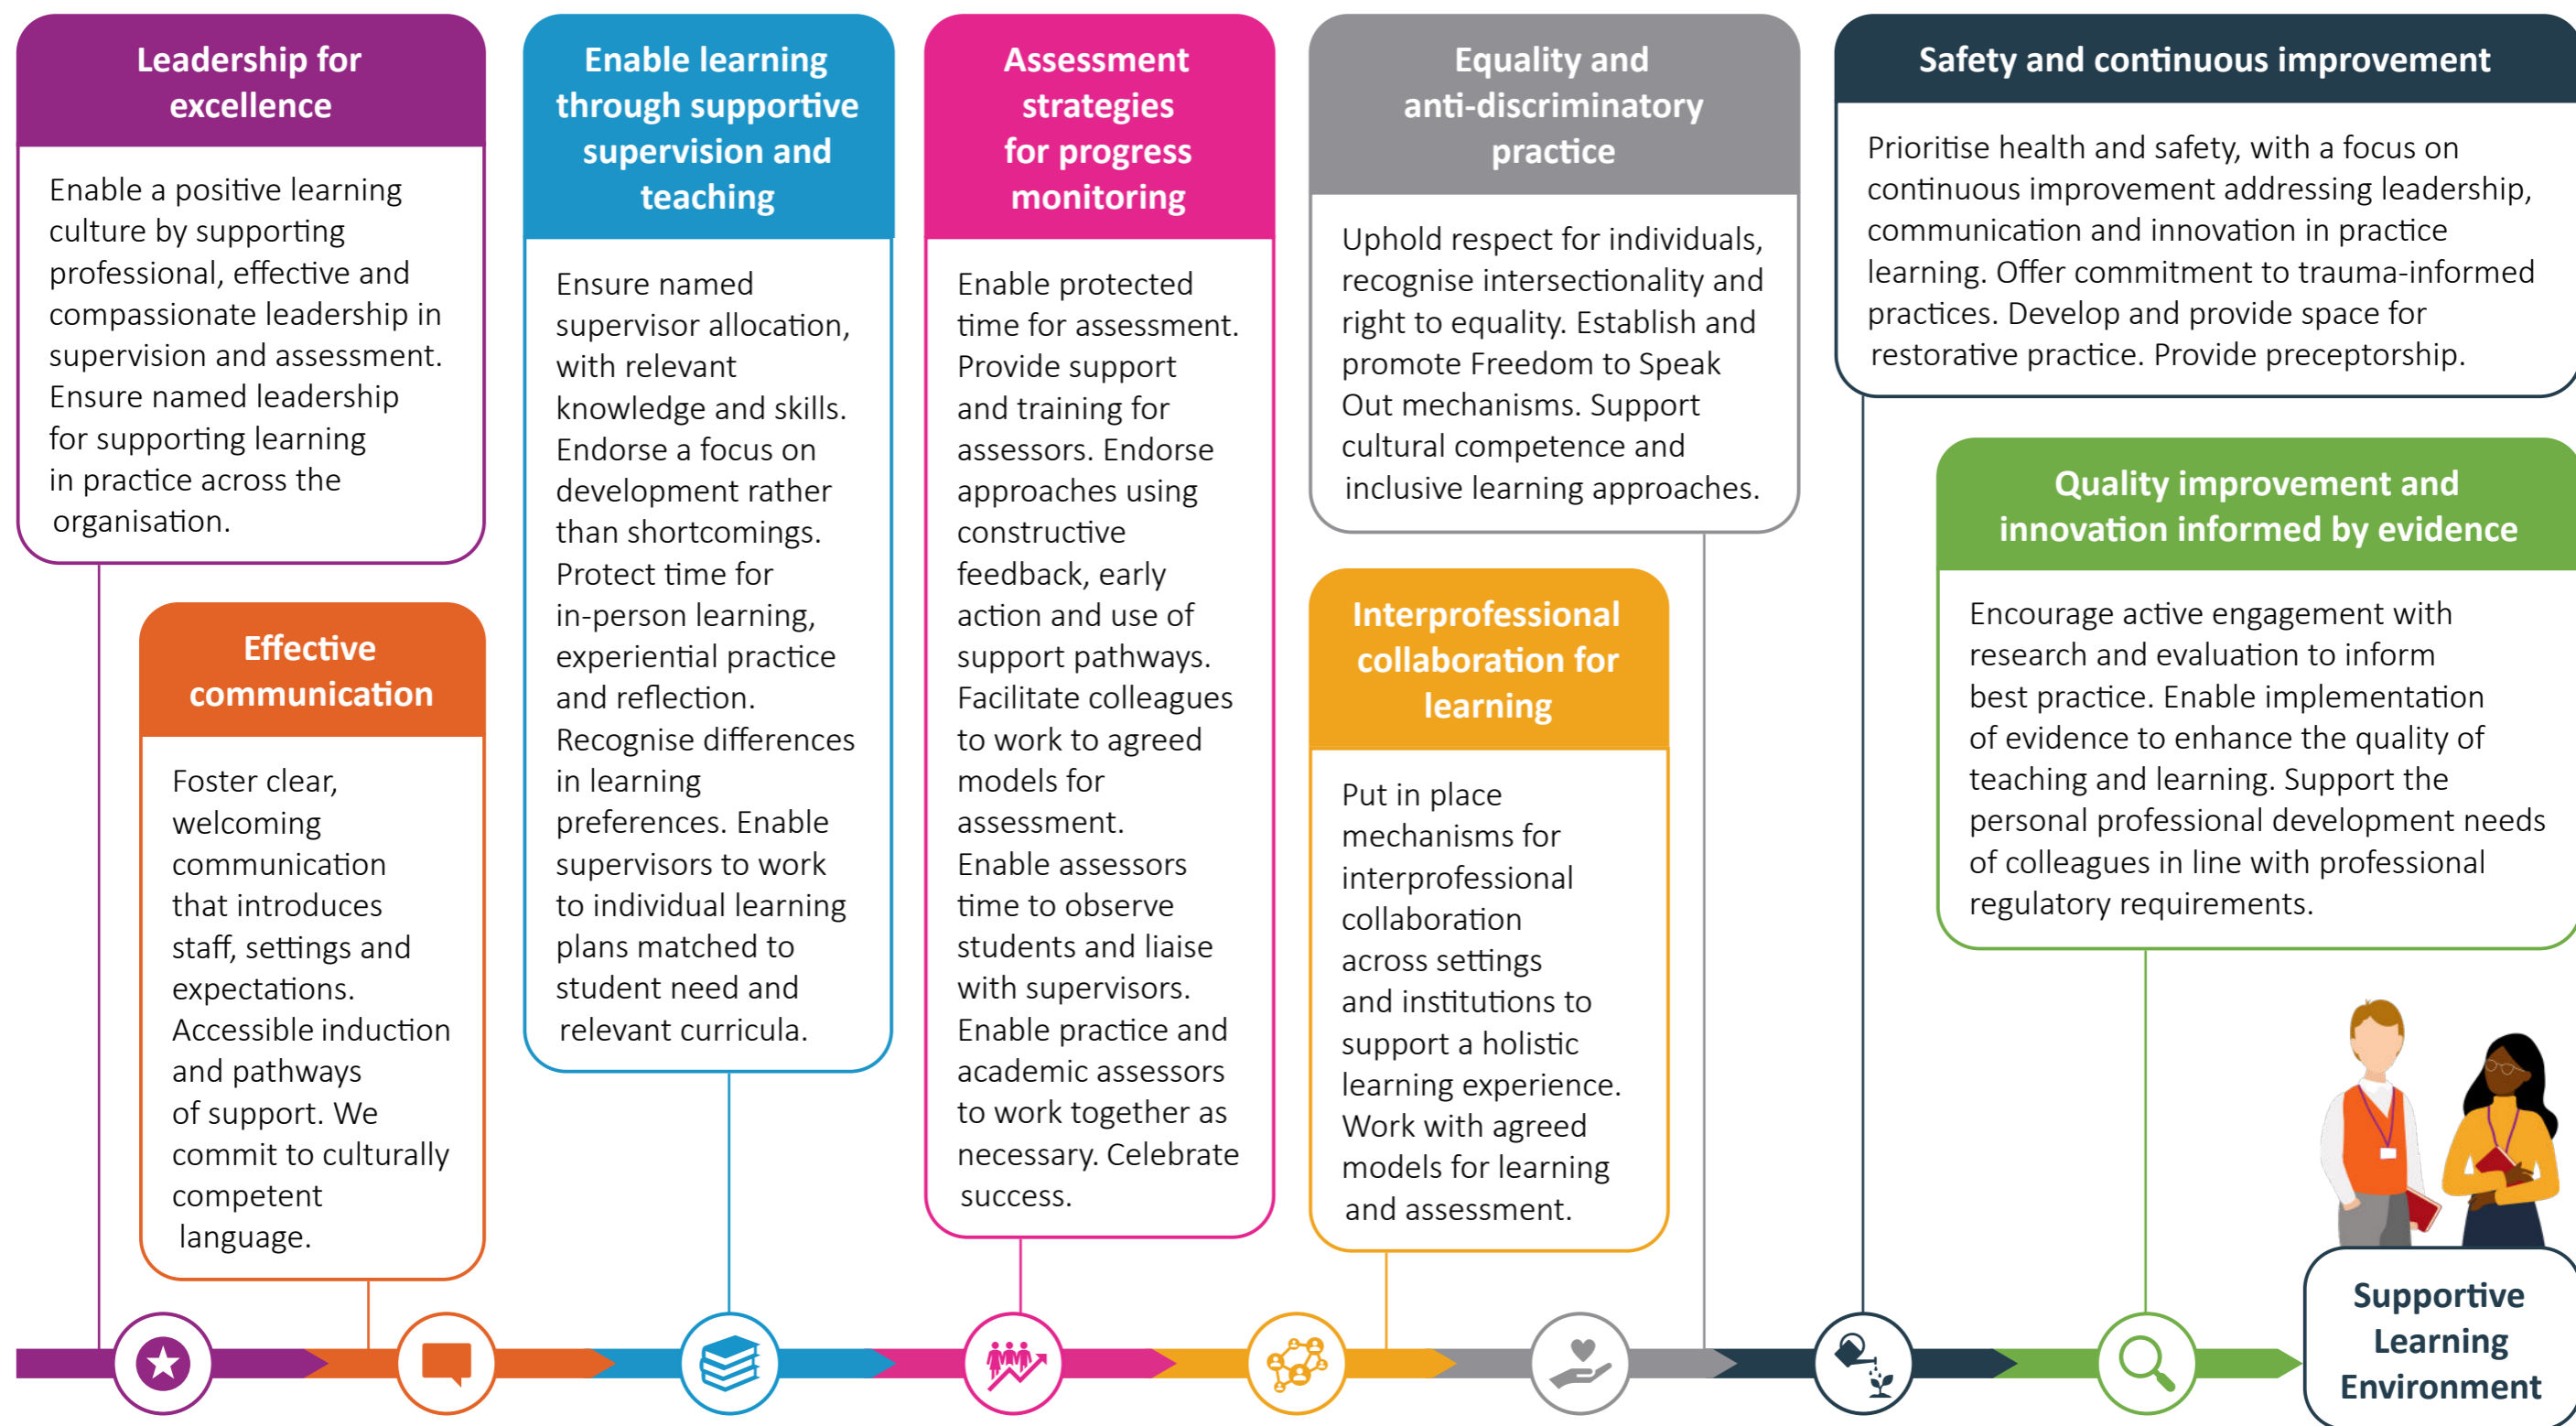 Leadership for
excellence
Enable a positive learning
culture by supporting
professional, effective and
compassionate leadership in
supervision and assessment.
Ensure named leadership
for supporting learning
in practice across the
organisation.
Effective
communication
Foster clear,
welcoming
communication
that introduces
staff, settings and
expectations.
Accessible induction
and pathways
of support. We
commit to culturally
competent
language.
Enable learning
through supportive
supervision and
teaching
Ensure named
supervisor allocation,
with relevant
knowledge and skills.
Endorse a focus on
development rather
than shortcomings.
Protect time for
in-person learning,
experiential practice
and reflection.
Recognise differences
in learning
preferences. Enable
supervisors to work
to individual learning
plans matched to
student need and
relevant curricula.
Assessment
strategies
for progress
monitoring
Enable protected
time for assessment.
Provide support
and training for
assessors. Endorse
approaches using
constructive
feedback, early
action and use of
support pathways.
Facilitate colleagues
to work to agreed
models for
assessment.
Enable assessors
time to observe
students and liaise
with supervisors.
Enable practice and
academic assessors
to work together as
necessary. Celebrate
success.
Equality and
anti-discriminatory
practice
Uphold respect for individuals,
recognise intersectionality and
right to equality. Establish and
promote Freedom to Speak
Out mechanisms. Support
cultural competence and
inclusive learning approaches.
Interprofessional
collaboration for
learning
Put in place
mechanisms for
interprofessional
collaboration
across settings
and institutions to
support a holistic
learning experience.
Work with agreed
models for learning
and assessment.
Safety and continuous improvement
Prioritise health and safety, with a focus on
continuous improvement addressing leadership,
communication and innovation in practice
learning. Offer commitment to trauma-informed
practices. Develop and provide space for
restorative practice. Provide preceptorship.
Quality improvement and
innovation informed by evidence
Encourage active engagement with
research and evaluation to inform
best practice. Enable implementation
of evidence to enhance the quality of
teaching and learning. Support the
personal professional development needs
of colleagues in line with professional
regulatory requirements.
Supportive
Learning
Environment